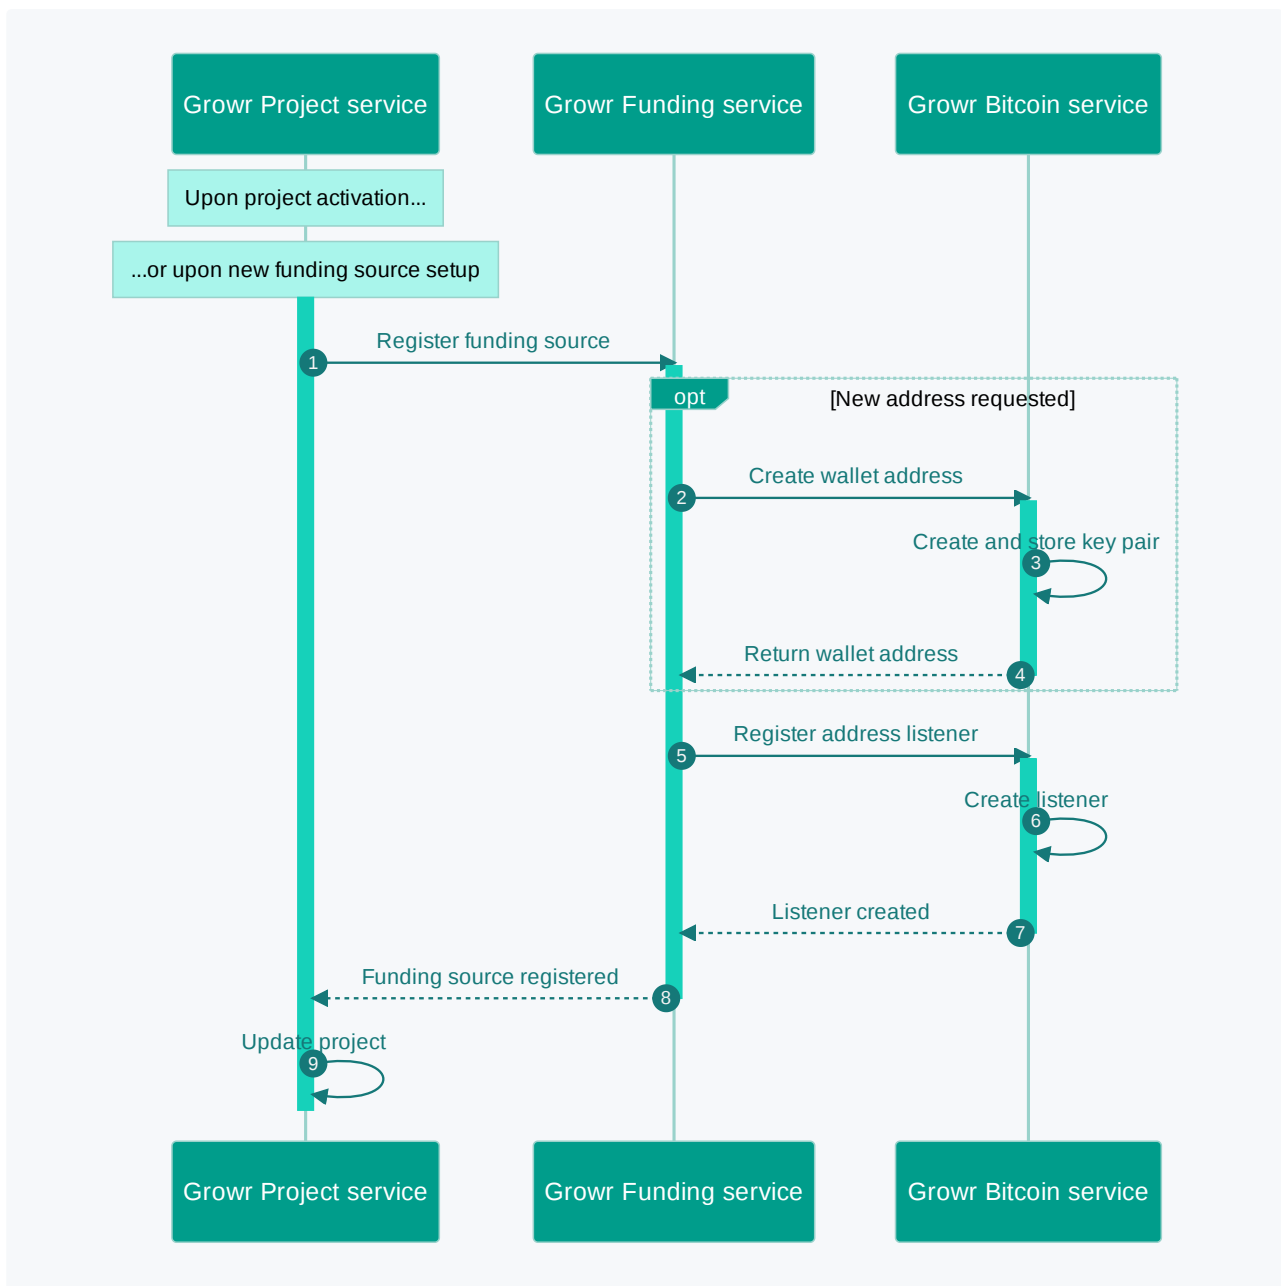 Growr Project service
Growr Funding service
Growr Bitcoin service
Upon project activation...
...or upon new funding source setup
Register funding source
1
opt
[New address requested]
Create wallet address
2
Create and store key pair
3
Return wallet address
4
Register address listener
5
Create listener
6
Listener created
7
Funding source registered
8
Update project
9
Growr Project service
Growr Funding service
Growr Bitcoin service